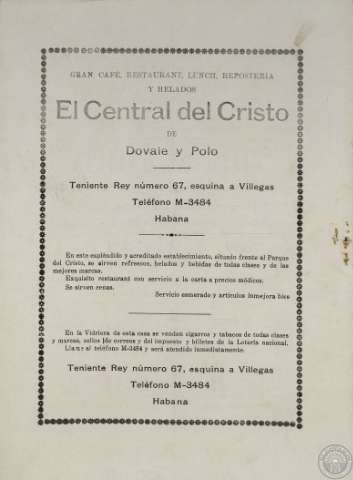 GRAN CAFÉ, RESTAURANT, LUNCH, REPOSTERIA
Y HELADOS
El Central del Cristo
DE
Dovale y Polo
Teniente Rey número 67, esquina a Villegas
Teléfono M-3484
Habana
En este espléndido y acreditado establecimiento, situado frente al Parque
del Cristo, se sirven refrescos, helados y bebidas de todas clases y de las
mejores marcas.
Exquisito restaurant con servicio a la carta a precios módicos.
Se sirven cenas.
Servicio esmerado y artículos inmejora bles
En la Vidriera de esta casa se venden cigarros y tabacos de todas clases
y marcas, sellos de correos y del impuesto y billetes de la Lotería nacional.
Llame al teléfono M-3484 y será atendido inmediatamente.
Teniente Rey número 67, esquina a Villegas
Teléfono M-3484
Habana